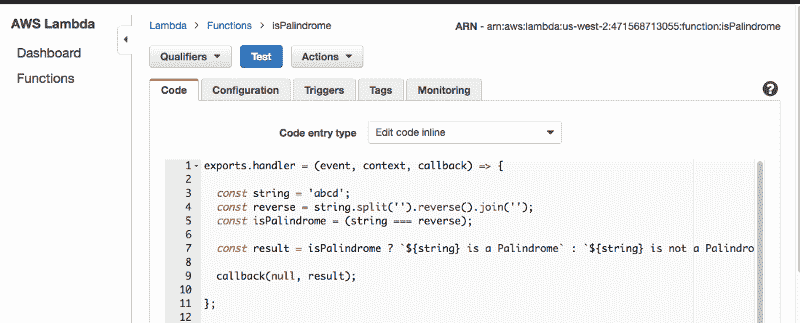 AWS Lambda
Dashboard
Functions
Lambda > Functions > isPalindrome
ARN - arn:aws:lambda:us-west-2:471568713055:function:isPalindrome
Qualifiers Test Actions
Code Configuration Triggers Tags Monitoring
Code entry type Edit code inline
1 exports.handler = (event, context, callback) => {
2
3 const string = 'abcd';
4 const reverse = string.split('').reverse().join('');
5 const isPalindrome = (string === reverse);
6
7 const result = isPalindrome ? `${string} is a Palindrome` : `${string} is not a Palindro
8
9 callback(null, result);
10
11 };
12